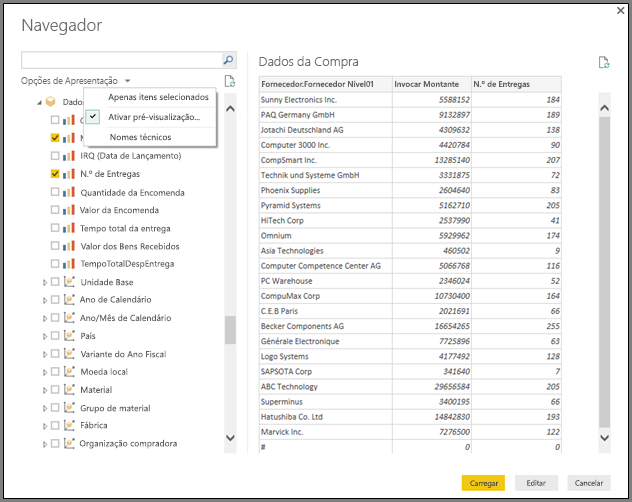 Navegador
Opções de Apresentação
Apenas itens selecionados
Ativar pré-visualização...
Nomes técnicos
Dados
IRQ (Data de Lançamento)
N.º de Entregas
Quantidade da Encomenda
Valor da Encomenda
Tempo total da entrega
Valor dos Bens Recebidos
TempoTotalDespEntrega
Unidade Base
Ano de Calendário
Ano/Mês de Calendário
País
Variante do Ano Fiscal
Moeda local
Material
Grupo de material
Fábrica
Organização compradora
Dados da Compra
Fornecedor.Fornecedor Nível01 Invocar Montante N.º de Entregas
Sunny Electronics Inc. 5588152 184
PAQ Germany GmbH 9132897 189
Jotachi Deutschland AG 4309632 138
Computer 3000 Inc. 4420784 90
CompSmart Inc. 13285140 207
Technik und Systeme GmbH 3331875 72
Phoenix Supplies 2604640 83
Pyramid Systems 5162710 205
HiTech Corp 2537990 41
Omnium 5929962 174
Asia Technologies 460502 9
Computer Competence Center AG 5066768 116
PC Warehouse 2346024 52
CompuMax Corp 10730400 164
C.E.B Paris 2021691 66
Becker Components AG 16654265 255
Générale Electronique 7725896 63
Logo Systems 4177492 128
SAPSOTA Corp 341640 7
ABC Technology 29656584 205
Superminus 3400195 66
Hatushiba Co. Ltd 14842830 193
Marvick Inc. 7276500 122
# 0 0
Carregar
Editar
Cancelar